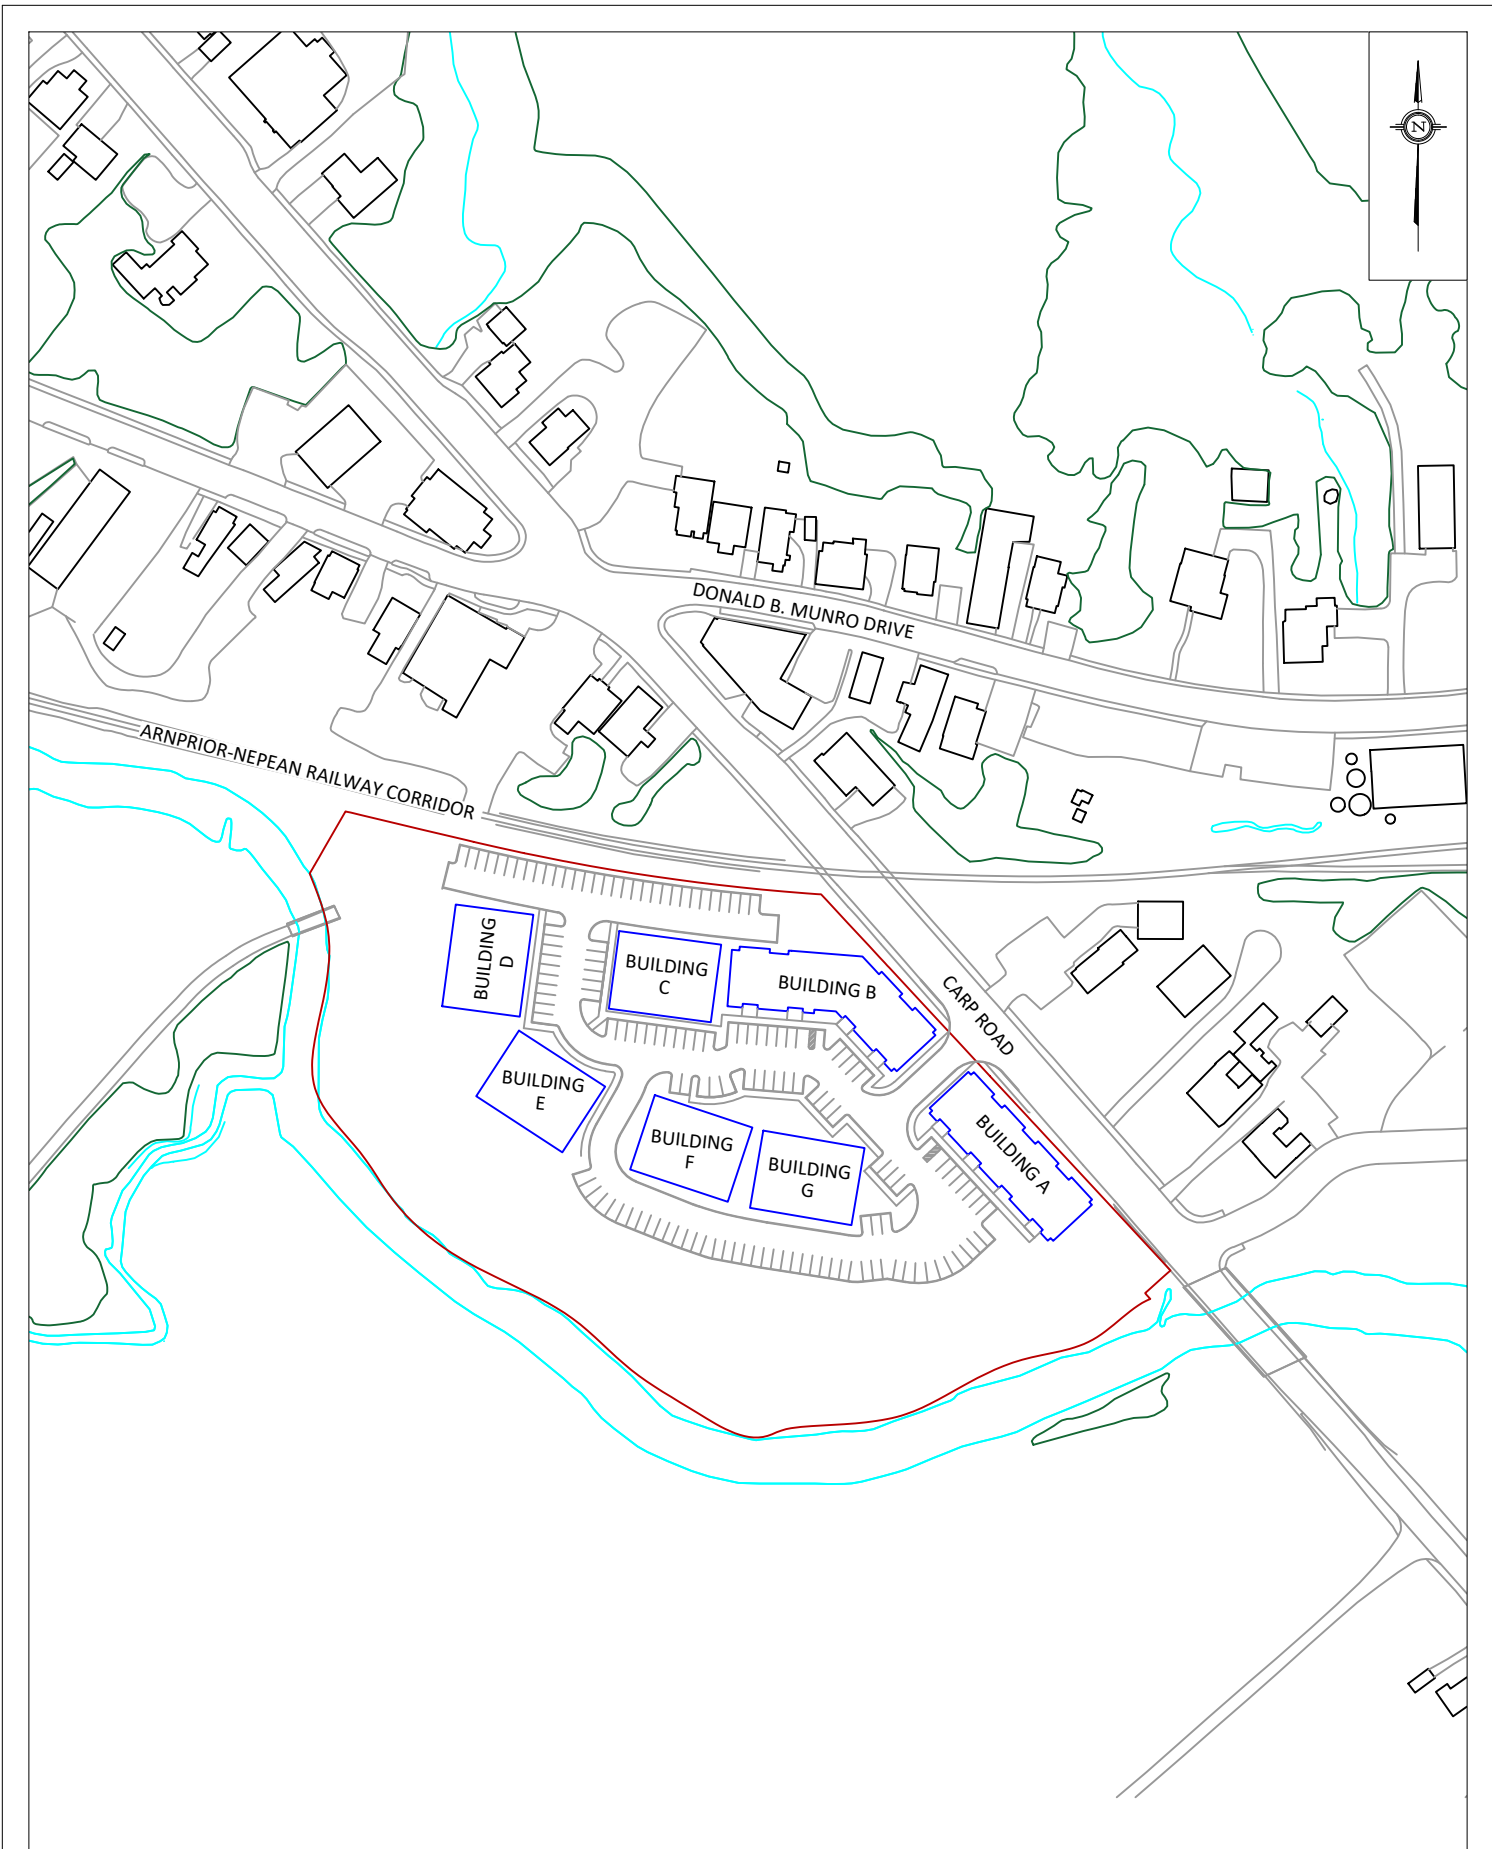 N
DONALD B. MUNRO DRIVE
ARNPRIOR-NEPEAN RAILWAY CORRIDOR
CARP ROAD
BUILDING
D
BUILDING
C
BUILDING B
BUILDING
E
BUILDING
F
BUILDING
G
BUILDING A